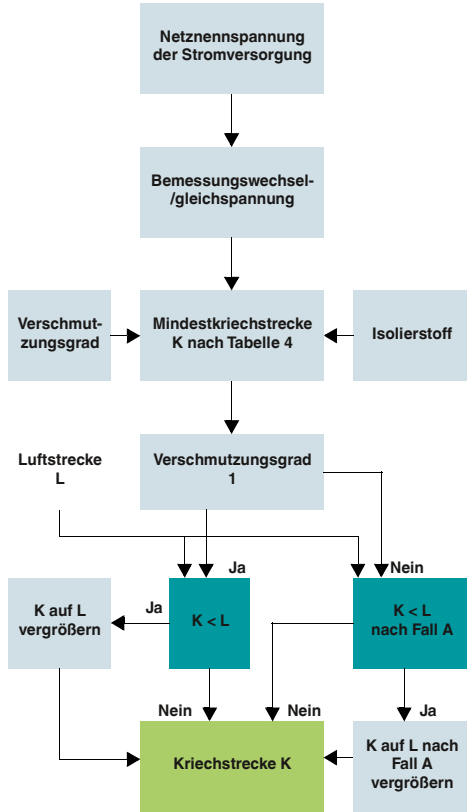 Netznennspannung
der Stromversorgung
Bemessungswechsel-
/gleichspannung
Verschmut-
zungsgrad
Mindestkriechstrecke
K nach Tabelle 4
Isolierstoff
Luftstrecke
L
Verschmutzungsgrad
1
Ja
Nein
K auf L
vergrößern
Ja
K < L
K < L
nach Fall A
Nein
Nein
Ja
Kriechstrecke K
K auf L nach
Fall A
vergrößern